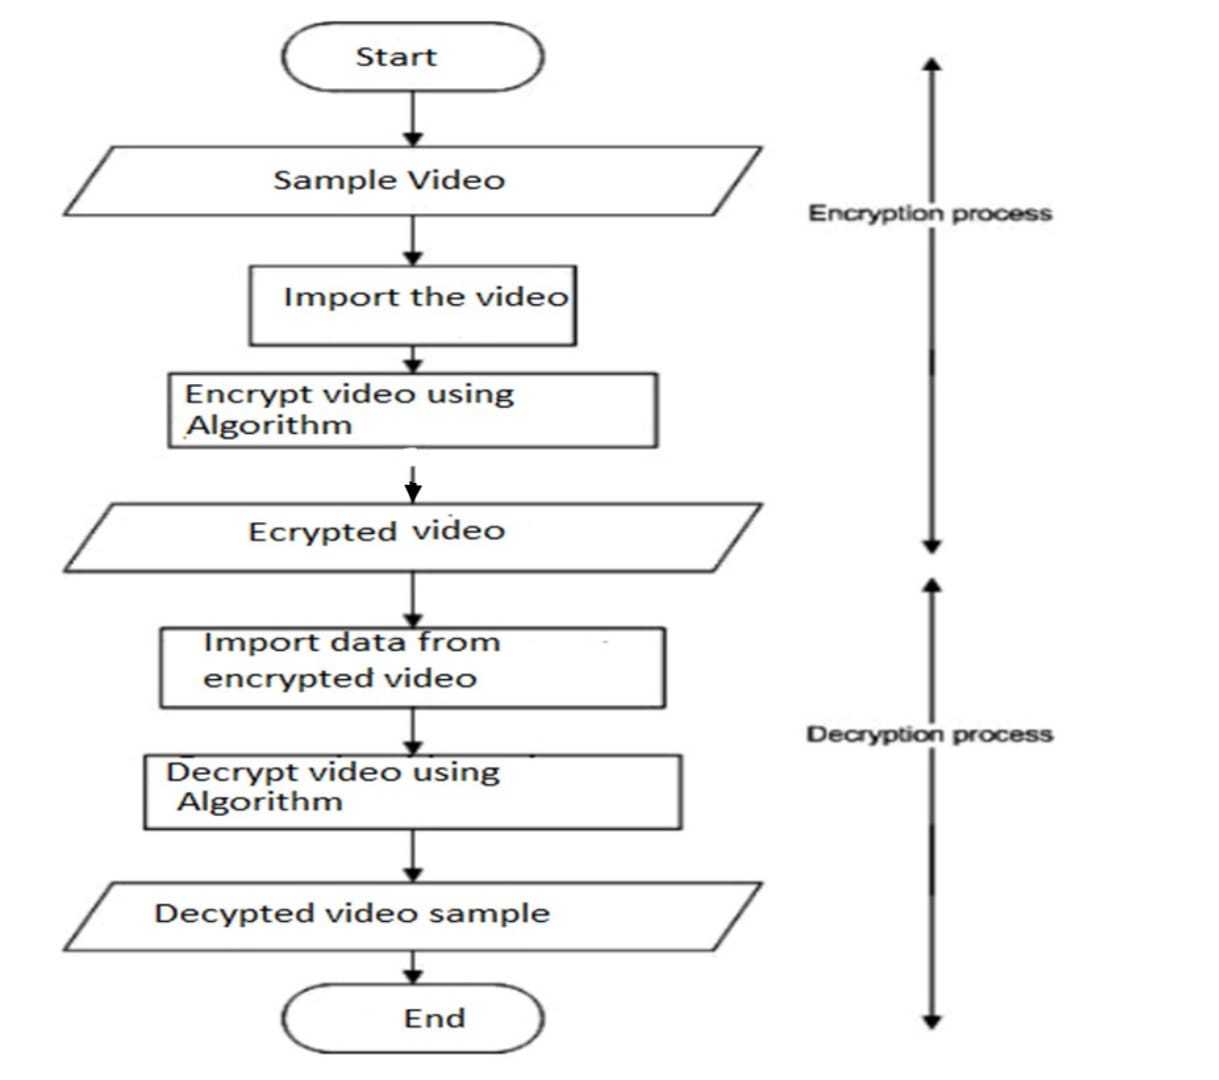 Start
Sample Video
Encryption process
Import the video
Encrypt video using
Algorithm
Ecrypted video
Import data from
encrypted video
Decryption process
Decrypt video using
Algorithm
Decypted video sample
End